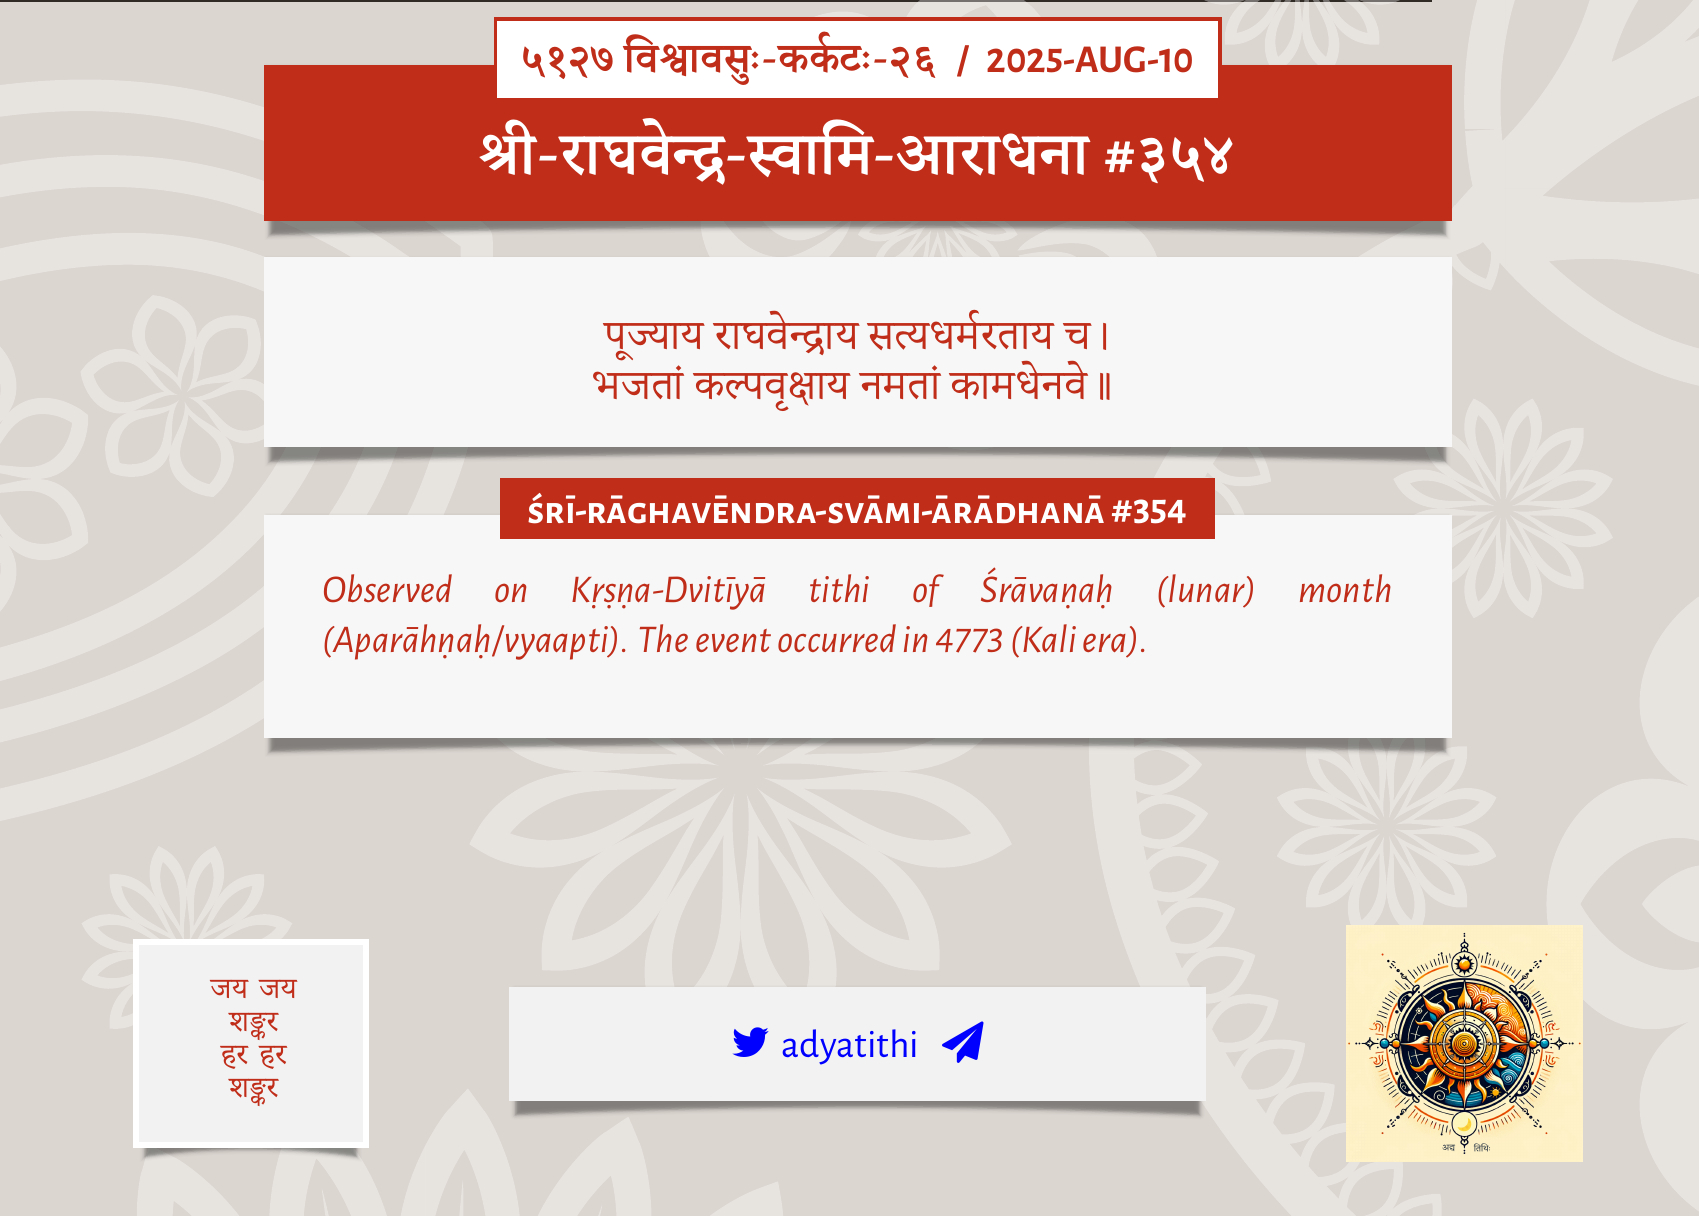 ५१२७ विश्वावसुः-कर्कटः-२६ / 2025-AUG-10
श्री-राघवेन्द्र-स्वामि-आराधना #३५४
पूज्याय राघवेन्द्राय सत्यधर्मरताय च।
भजतां कल्पवृक्षाय नमतां कामधेनवे॥
ŚRĪ-RĀGHAVĒNDRA-SVĀMI-ĀRĀDHANĀ #354
Observed on Kṛṣṇa-Dvitīyā tithi of Śrāvaṇaḥ (lunar) month
(Aparāhṇaḥ/vyaapti). The event occurred in 4773 (Kali era).
जय जय
शङ्कर
हर हर
शङ्कर
adyatithi
अद्य तिथिः